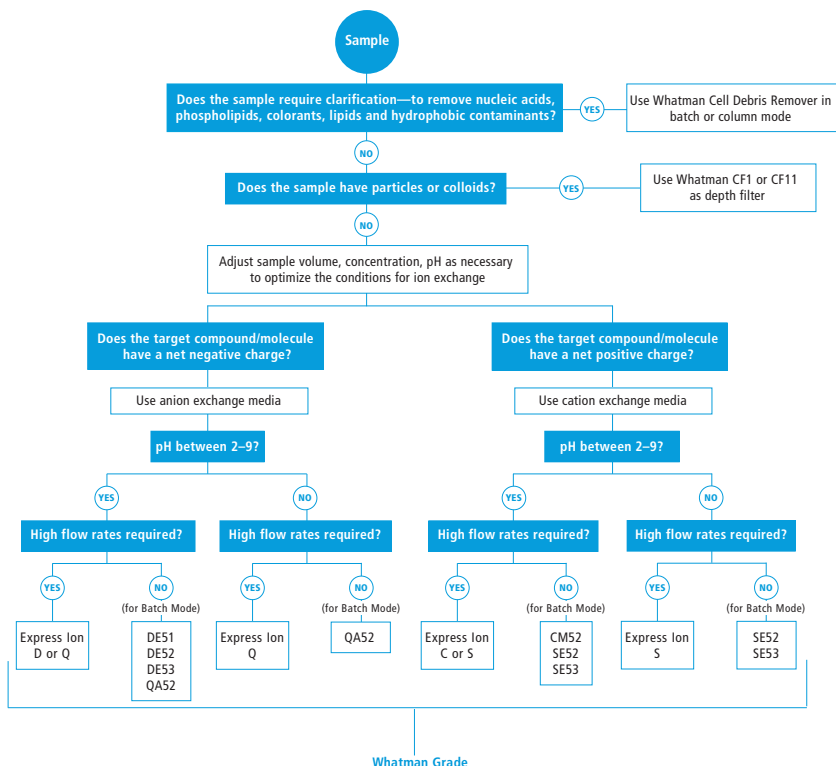 Sample
Does the sample require clarification—to remove nucleic acids,
phospholipids, colorants, lipids and hydrophobic contaminants?
YES
Use Whatman Cell Debris Remover in
batch or column mode
NO
Does the sample have particles or colloids?
YES
Use Whatman CF1 or CF11
as depth filter
NO
Adjust sample volume, concentration, pH as necessary
to optimize the conditions for ion exchange
Does the target compound/molecule
have a net negative charge?
Does the target compound/molecule
have a net positive charge?
Use anion exchange media
Use cation exchange media
pH between 2–9?
pH between 2–9?
YES
NO
YES
NO
High flow rates required?
High flow rates required?
High flow rates required?
High flow rates required?
YES
NO
YES
NO
YES
NO
YES
NO
(for Batch Mode)
(for Batch Mode)
(for Batch Mode)
(for Batch Mode)
Express Ion
D or Q
DE51
DE52
DE53
QA52
Express Ion
Q
QA52
Express Ion
C or S
CM52
SE52
SE53
Express Ion
S
SE52
SE53
Whatman Grade